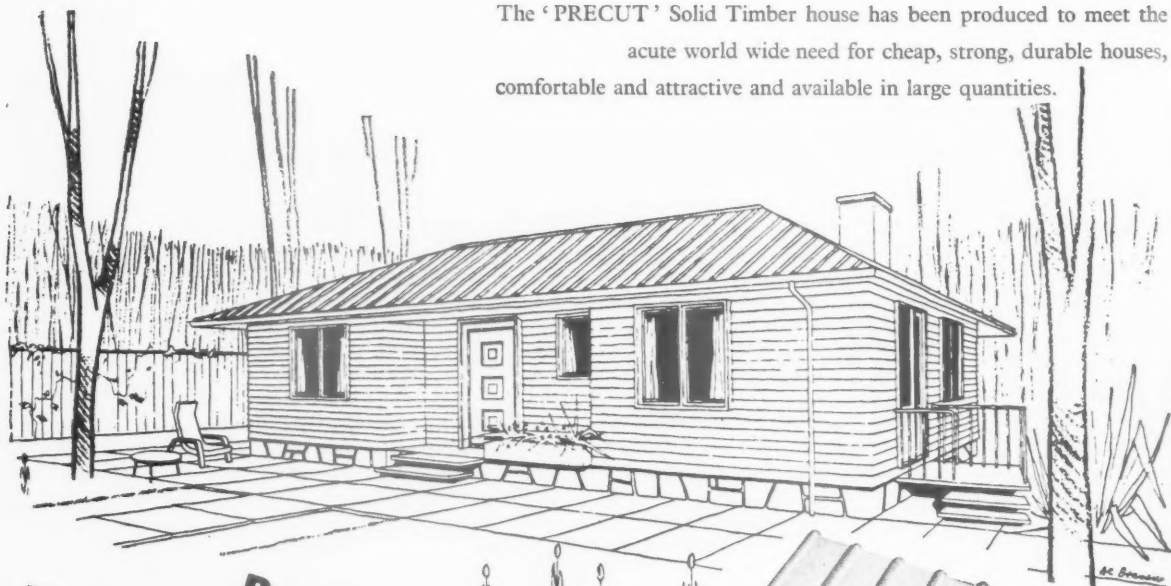 The ‘PRECUT’ Solid Timber house has been produced to meet the
acute world wide need for cheap, strong, durable houses,
comfortable and attractive and available in large quantities.